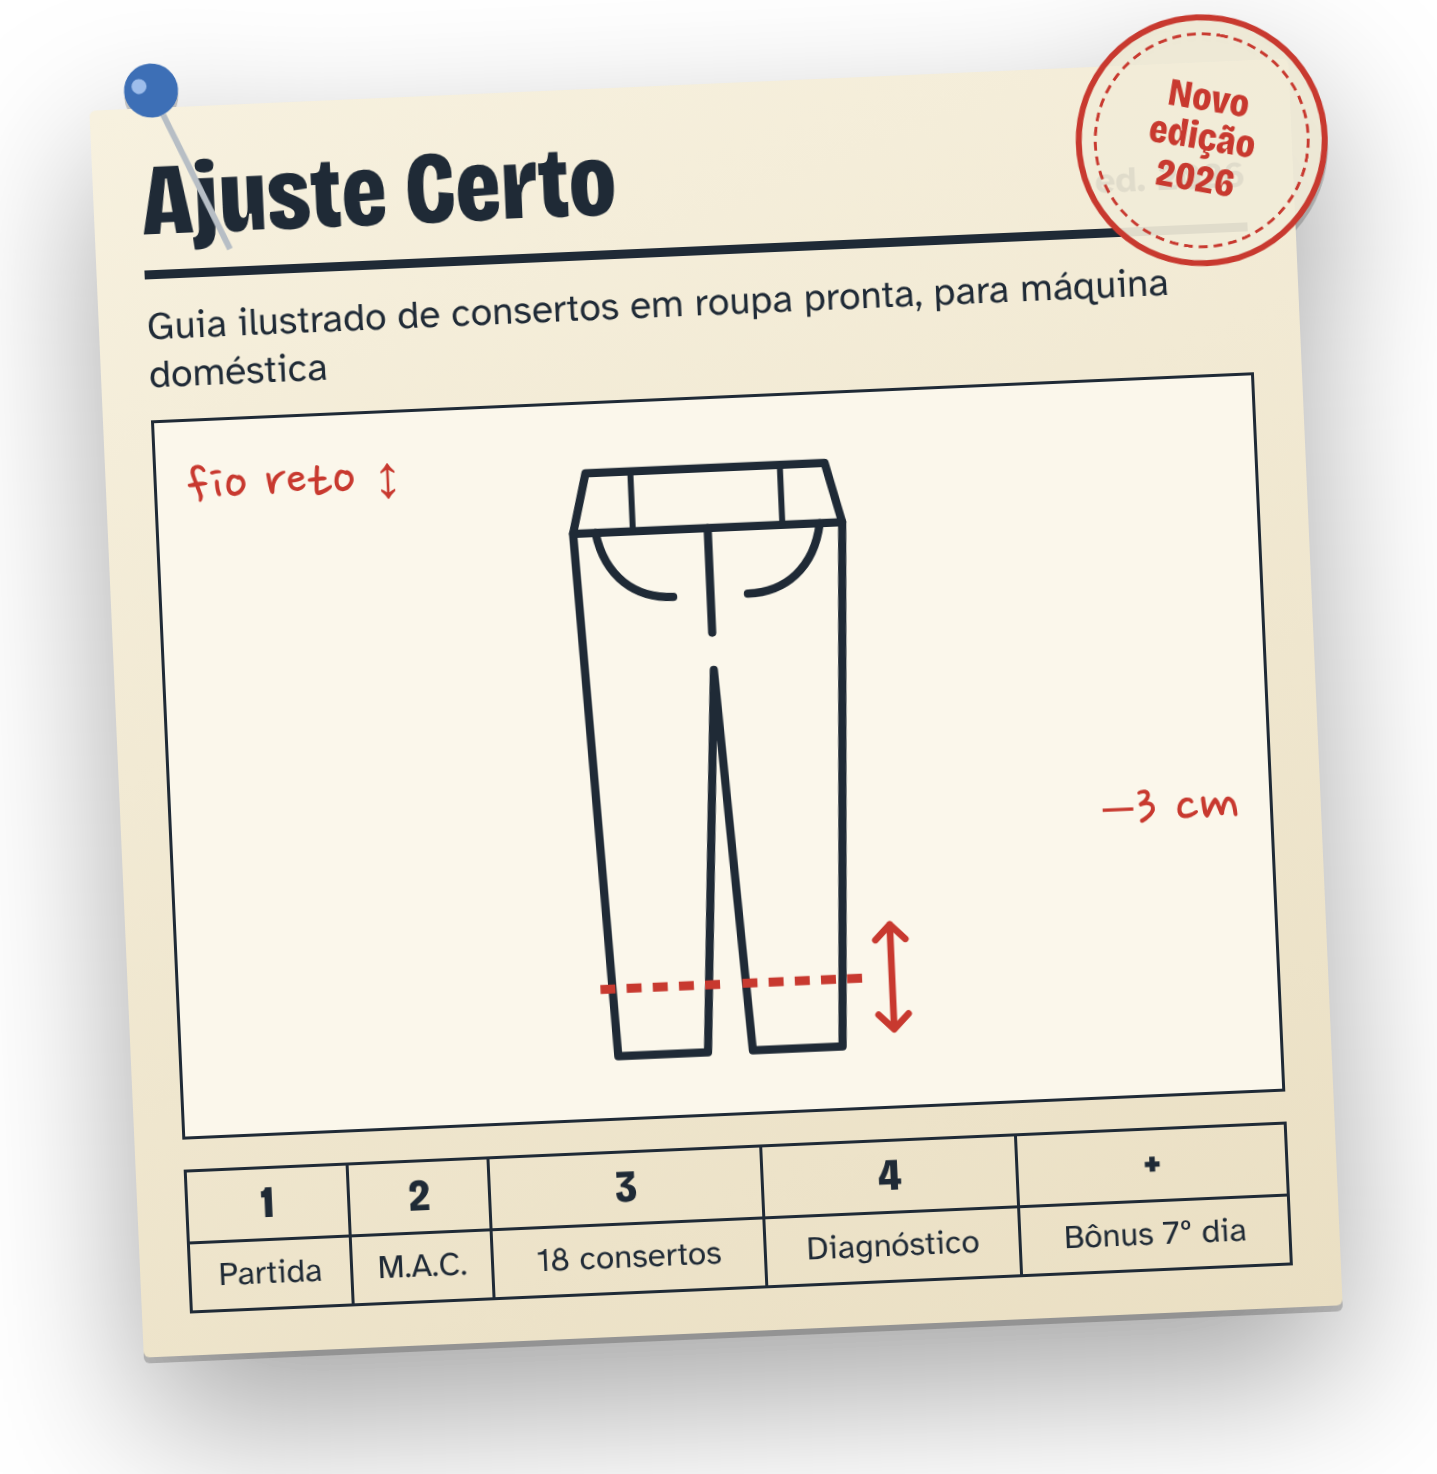 Novo
edição
2026
Ajuste Certo
ed.
Guia ilustrado de consertos em roupa pronta, para máquina
doméstica
fio reto ↕
–3 cm
1 2 3 4 +
Partida M.A.C. 18 consertos Diagnóstico Bônus 7º dia